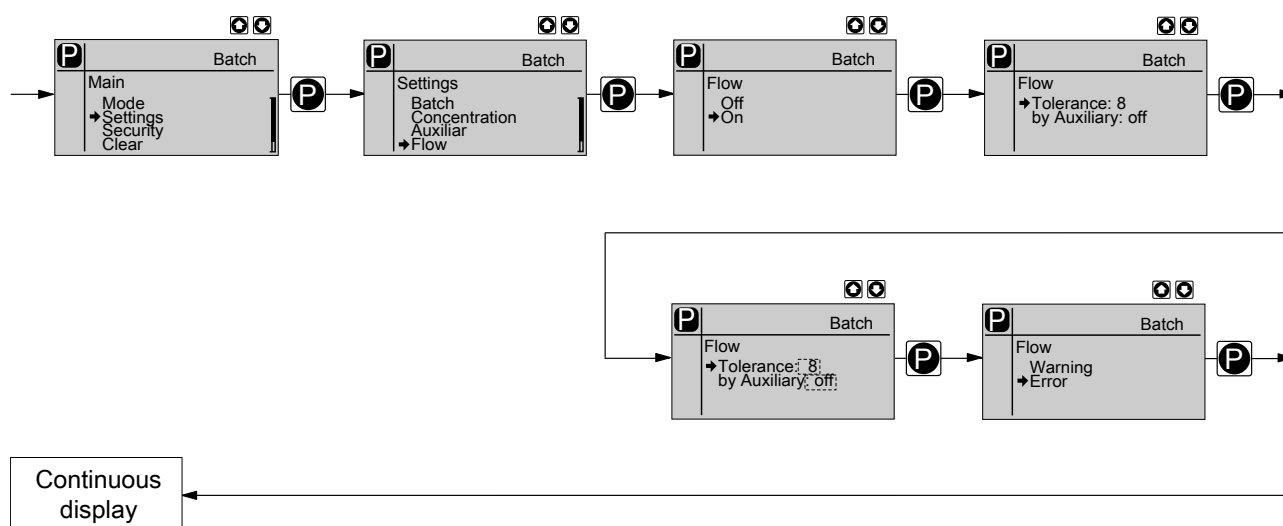 P Batch
Main
Mode
Settings
Security
Clear
P
P Batch
Settings
Batch
Concentration
Auxiliar
Flow
P
P Batch
Flow
Off
On
P
P Batch
Flow
Tolerance: 8
by Auxiliary: off
P
P Batch
Flow
Tolerance: 8
by Auxiliary: off
P
P Batch
Flow
Warning
Error
P
Continuous
display